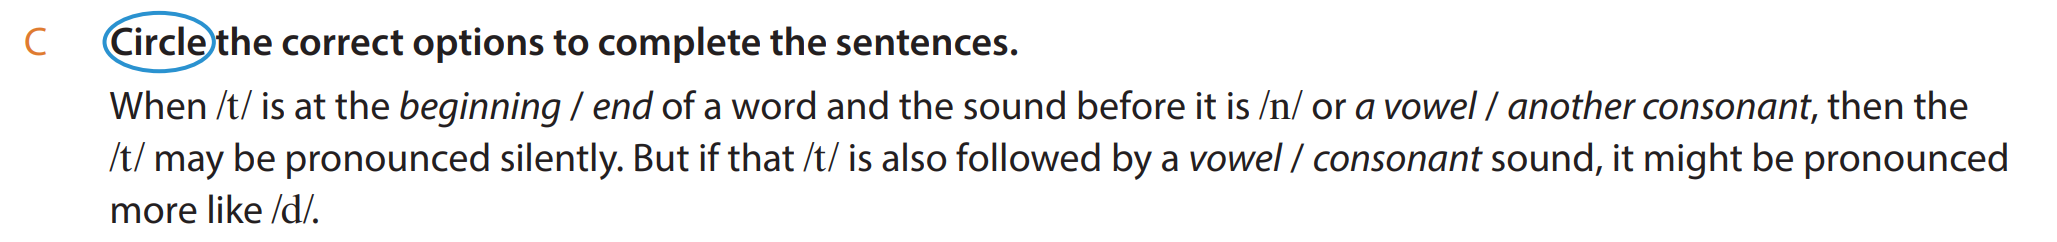 C Circle the correct options to complete the sentences.
When /t/ is at the beginning / end of a word and the sound before it is /n/ or a vowel / another consonant, then the
/t/ may be pronounced silently. But if that /t/ is also followed by a vowel / consonant sound, it might be pronounced
more like /d/.